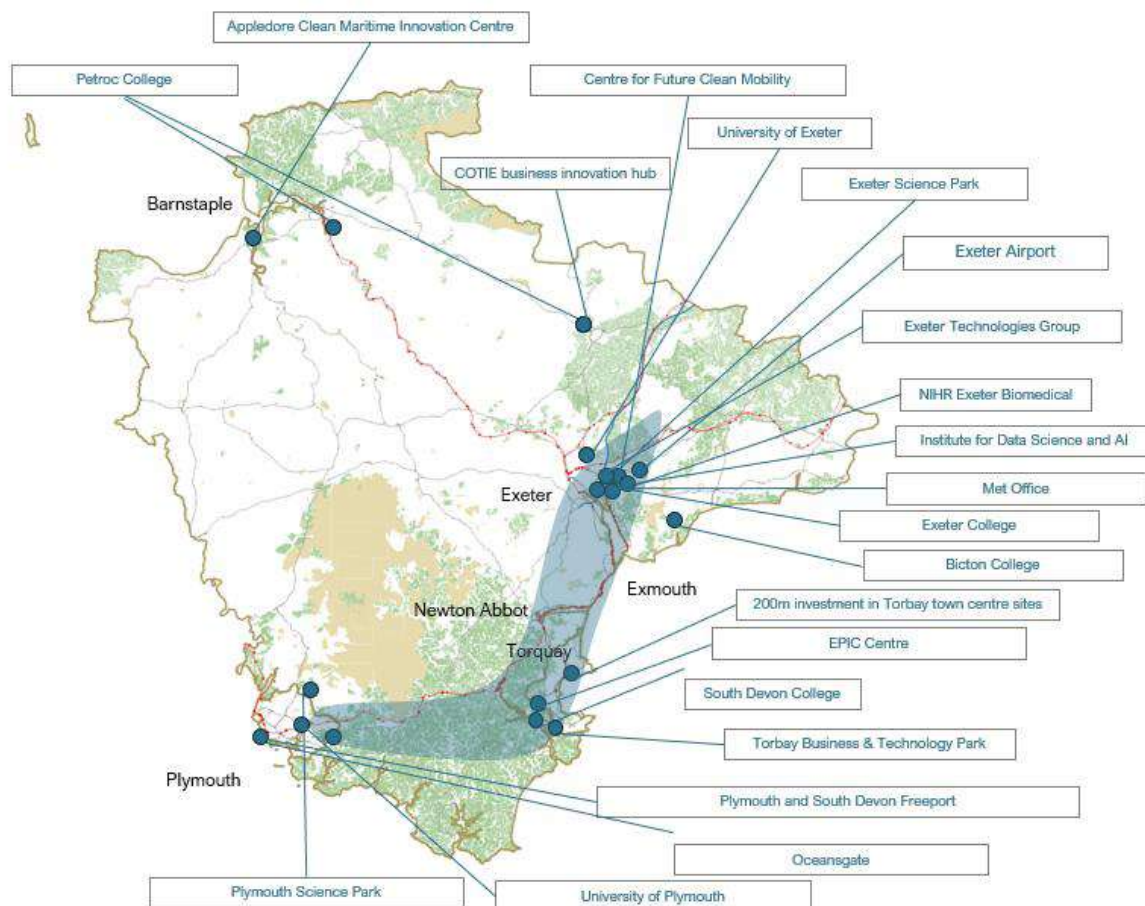 Appledore Clean Maritime Innovation Centre
Petroc College
Centre for Future Clean Mobility
University of Exeter
COTIE business innovation hub
Exeter Science Park
Barnstaple
Exeter Airport
Exeter Technologies Group
NIHR Exeter Biomedical
Institute for Data Science and AI
Met Office
Exeter
Exeter College
Bicton College
Exmouth
Newton Abbot
200m investment in Torbay town centre sites
EPIC Centre
Torquay
South Devon College
Torbay Business & Technology Park
Plymouth
Plymouth and South Devon Freeport
Oceansgate
Plymouth Science Park
University of Plymouth